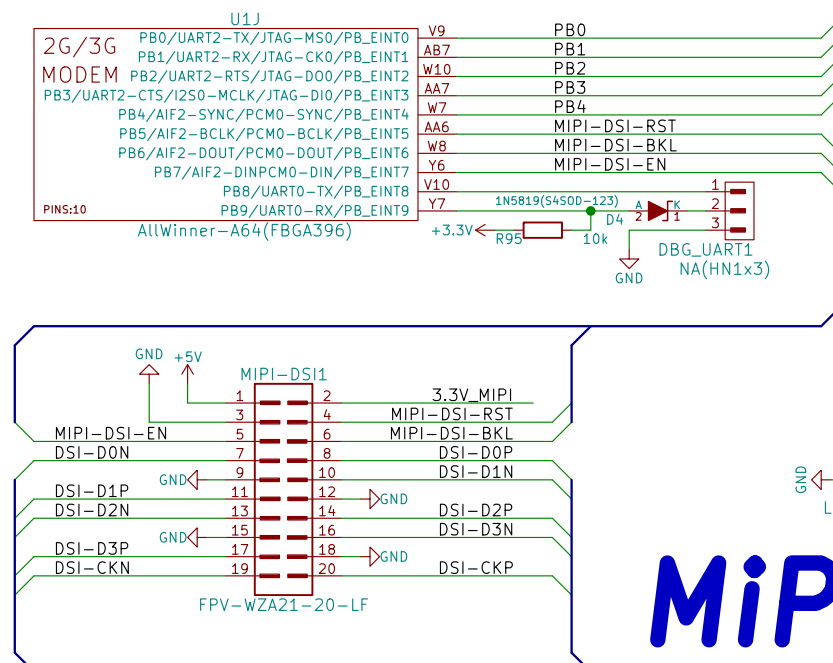 U1J
2G/3G
MODEM
PB0/UART2-TX/JTAG-MS0/PB_EINT0 V9 PB0
PB1/UART2-RX/JTAG-CK0/PB_EINT1 AB7 PB1
PB2/UART2-RTS/JTAG-DO0/PB_EINT2 W10 PB2
PB3/UART2-CTS/I2S0-MCLK/JTAG-DI0/PB_EINT3 AA7 PB3
PB4/AIF2-SYNC/PCM0-SYNC/PB_EINT4 W7 PB4
PB5/AIF2-BCLK/PCM0-BCLK/PB_EINT5 AA6 MIPI-DSI-RST
PB6/AIF2-DOUT/PCM0-DOUT/PB_EINT6 W8 MIPI-DSI-BKL
PB7/AIF2-DINPCM0-DIN/PB_EINT7 Y6 MIPI-DSI-EN
PB8/UART0-TX/PB_EINT8 V10 1
PINS:10 PB9/UART0-RX/PB_EINT9 Y7 1N5819(S4SOD-123) A K 2
D4 2 1
AllWinner-A64(FBGA396) +3.3V R95 10k 3
DBG_UART1
NA(HN1x3)
GND
GND +5V
MIPI-DSI1
1 2 3.3V_MIPI
3 4 MIPI-DSI-RST
MIPI-DSI-EN 5 6 MIPI-DSI-BKL
DSI-D0N 7 8 DSI-D0P
GND 9 10 DSI-D1N
DSI-D1P 11 12 GND
DSI-D2N 13 14 DSI-D2P
GND 15 16 DSI-D3N
DSI-D3P 17 18 GND
DSI-CKN 19 20 DSI-CKP
FPV-WZA21-20-LF
GND
L
MiP